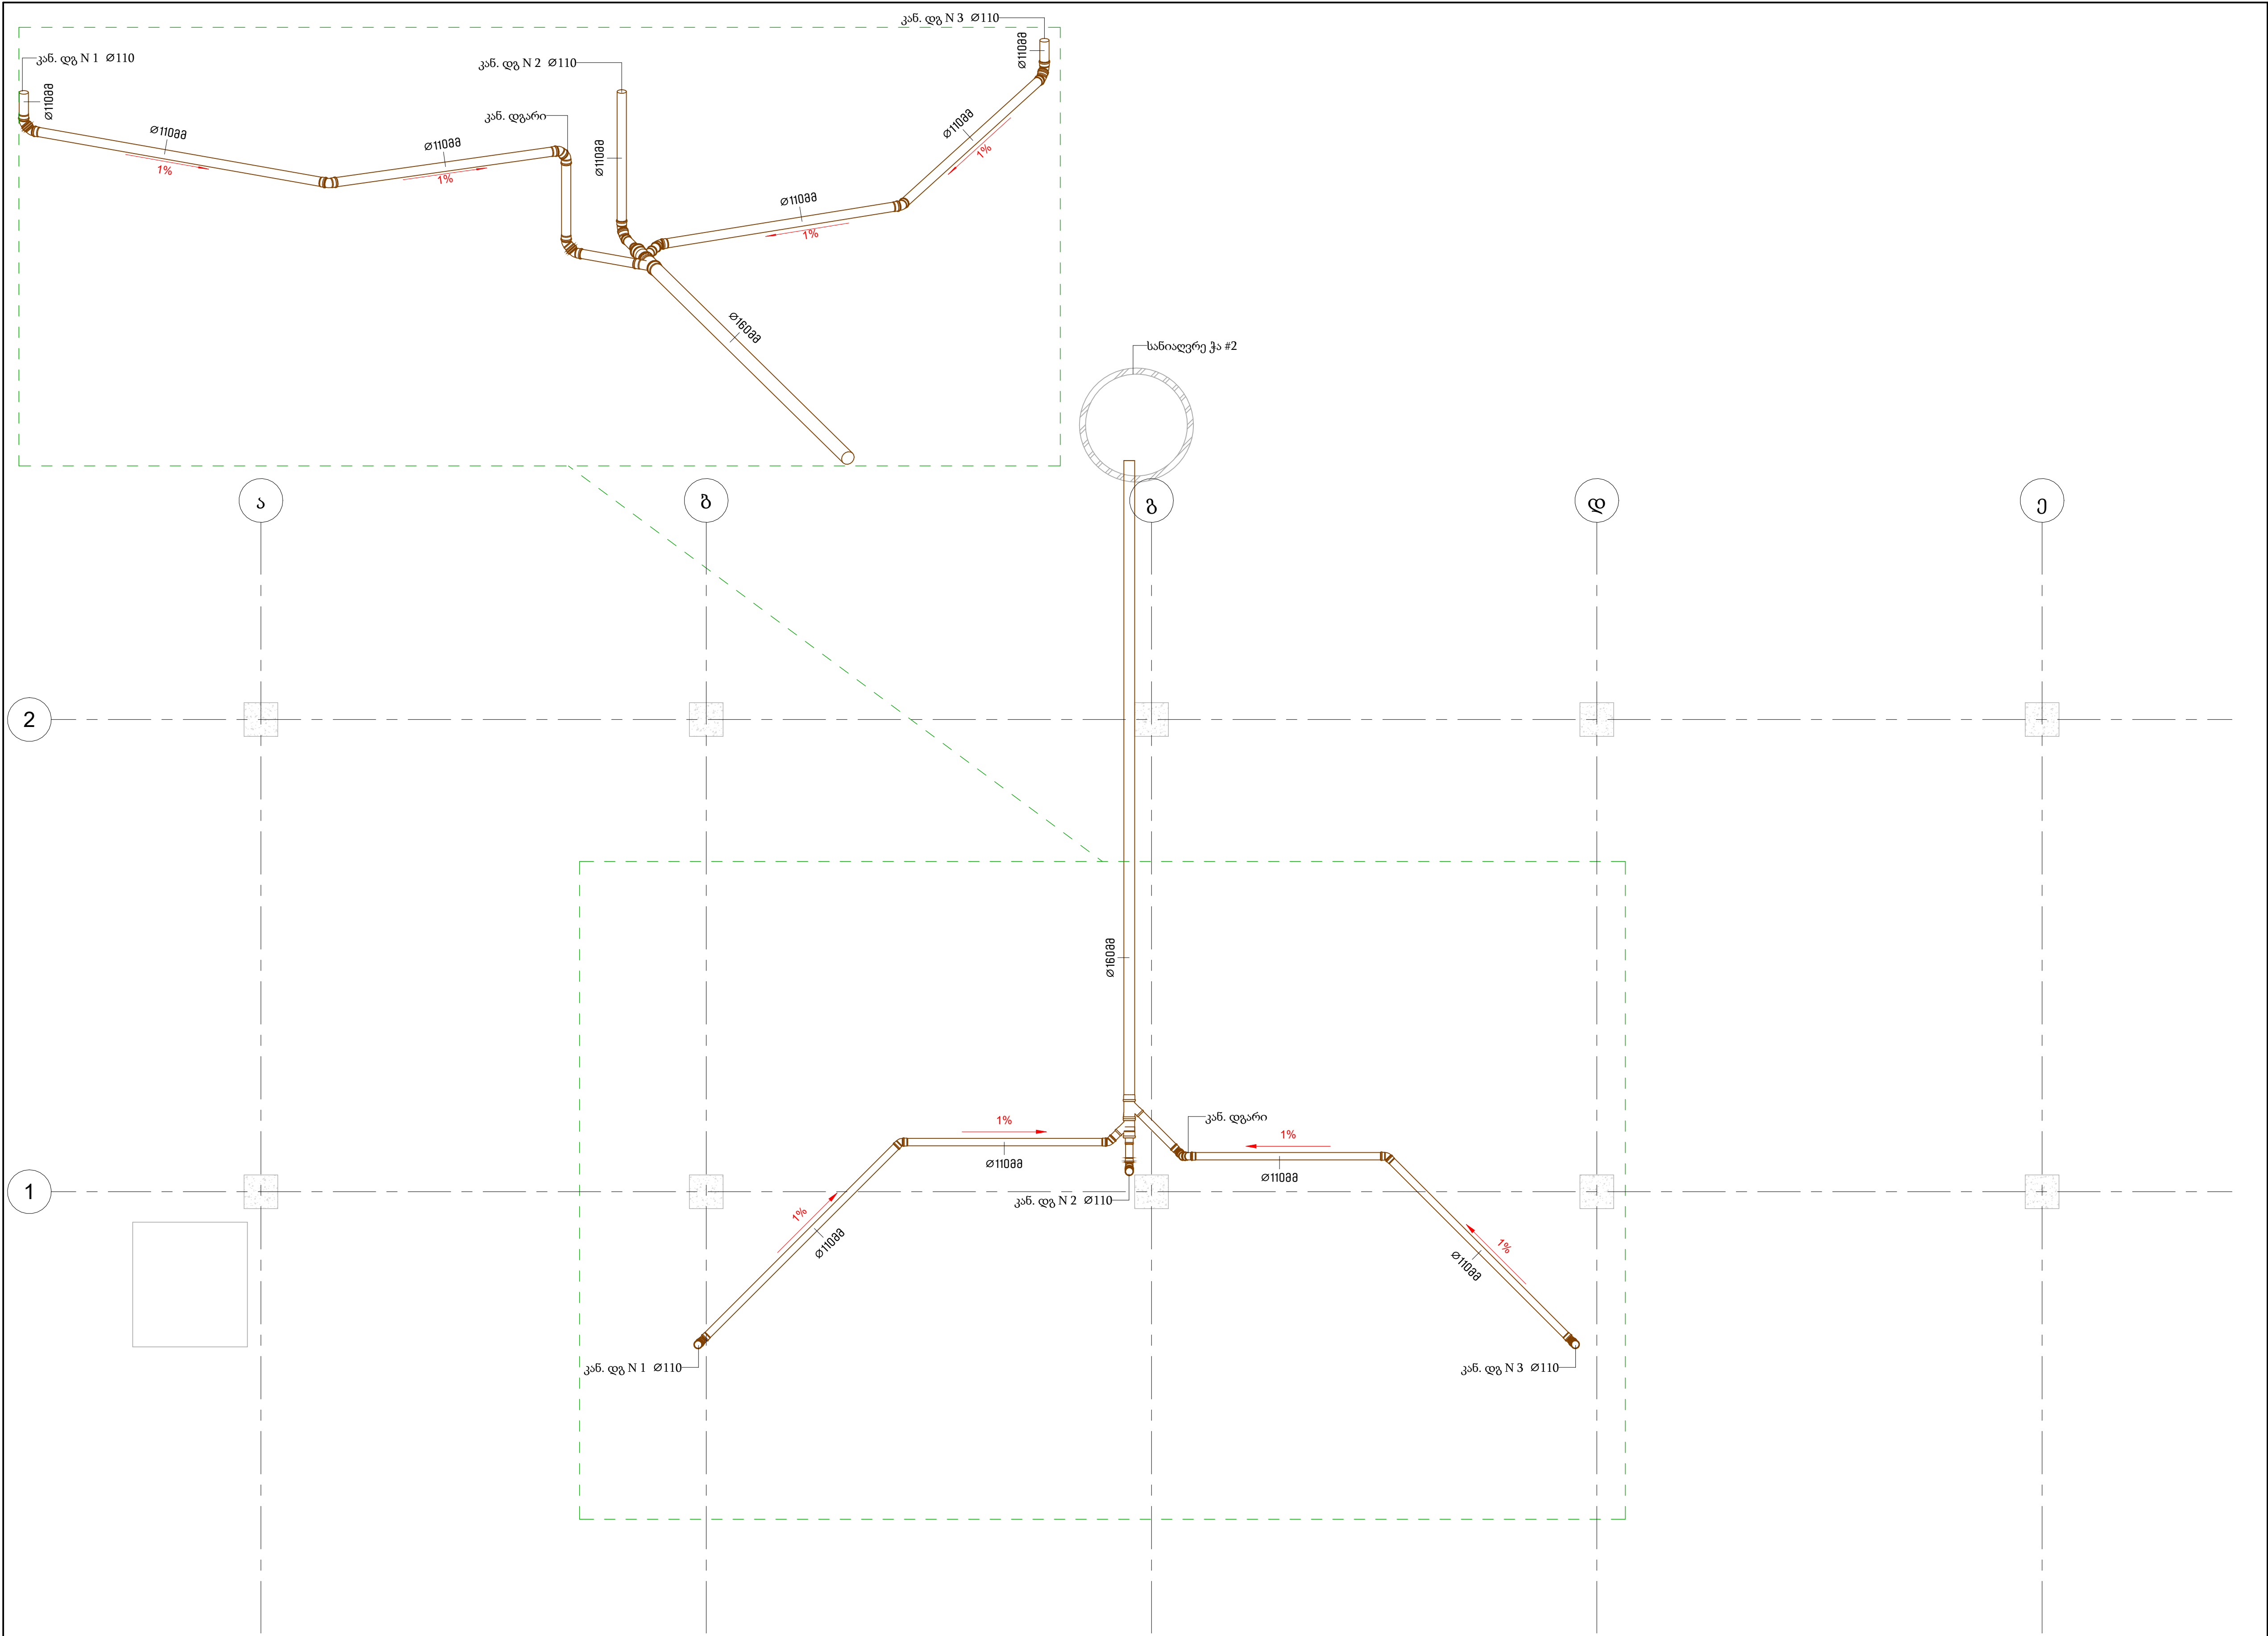 კან. დგ N 3 Ø110
კან. დგ N 1 Ø110
კან. დგ N 2 Ø110
Ø110მმ
Ø110მმ
კან. დგარი
Ø110მმ
Ø110მმ
Ø110მმ
Ø110მმ
1%
1%
1%
Ø110მმ
1%
Ø160მმ
სანიაღვრე ჭა #2
ა
ბ
გ
დ
ე
2
Ø160მმ
1%
კან. დგარი
1%
Ø110მმ
Ø110მმ
1
კან. დგ N 2 Ø110
1%
Ø110მმ
1%
Ø110მმ
კან. დგ N 1 Ø110
კან. დგ N 3 Ø110